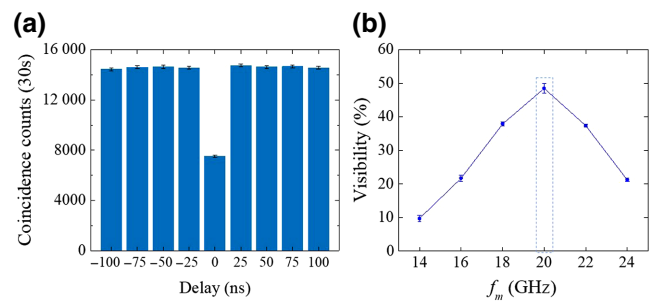 (a)
Coincidence counts (30s)
16 000
12 000
8000
4000
0
−100 −75 −50 −25 0 25 50 75 100
Delay (ns)
(b)
Visibility (%)
60
50
40
30
20
10
0
14 16 18 20 22 24
fm (GHz)